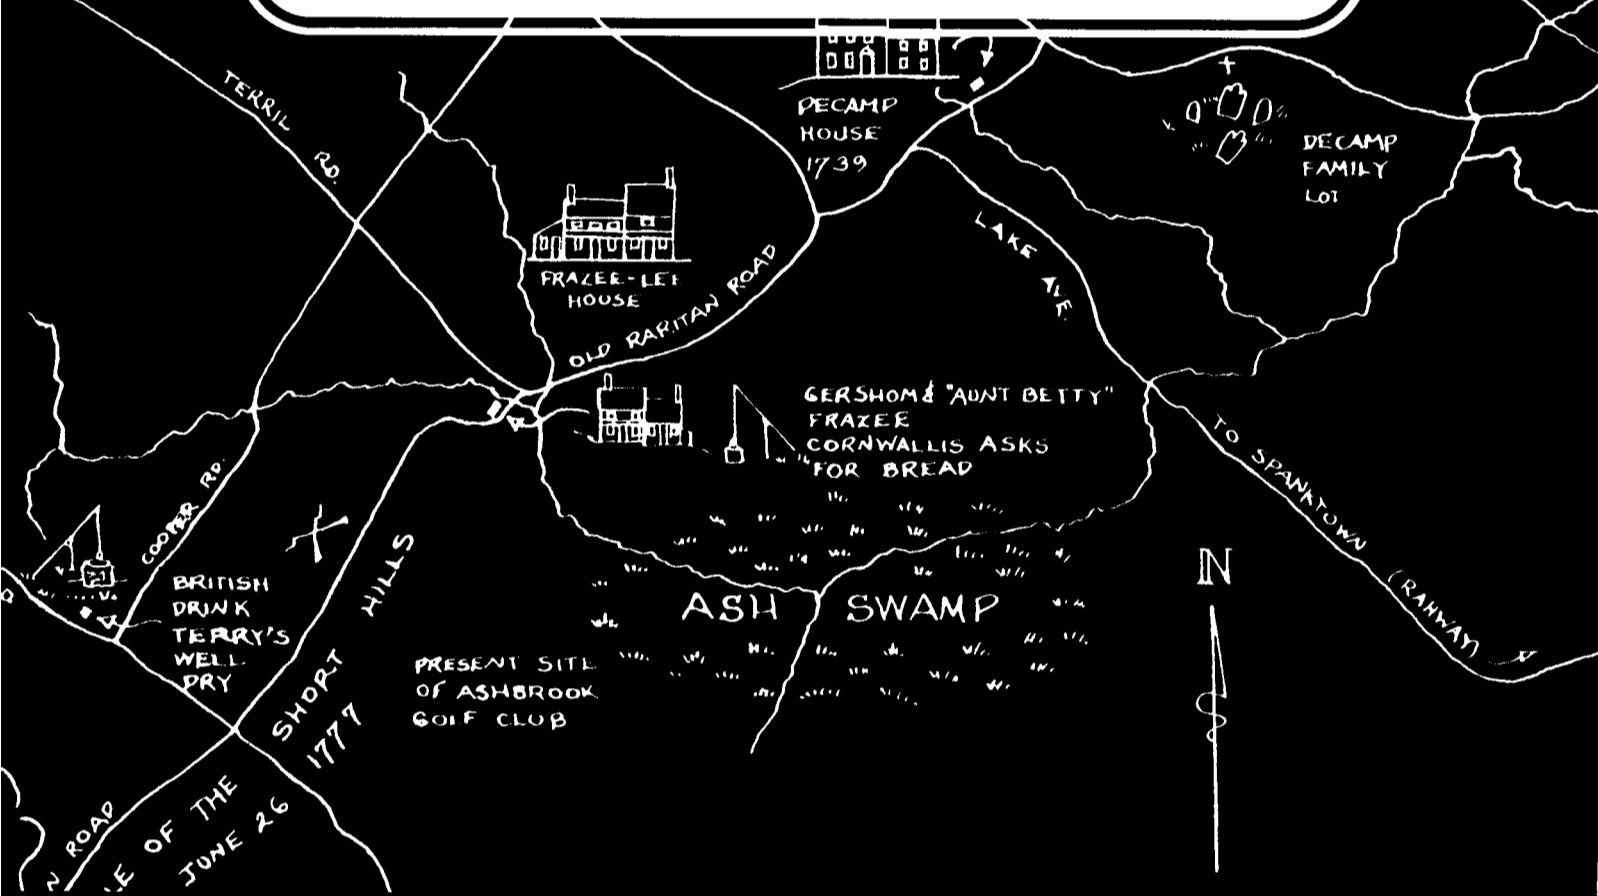 TERRIL
RD.
DECAMP
HOUSE
1739
DECAMP
FAMILY
LOT
LAKE AVE.
FRAZEE-LEE
HOUSE
OLD RARITAN ROAD
GERSHOM & "AUNT BETTY"
FRAZEE
CORNWALLIS ASKS
FOR BREAD
TO SPANKTOWN (RAHWAY)
COOPER RD.
BRITISH
DRINK
TERRY'S
WELL
DRY
N
ASH SWAMP
PRESENT SITE
OF ASHBROOK
GOLF CLUB
LE OF THE SHORT HILLS
JUNE 26 1777
N ROAD